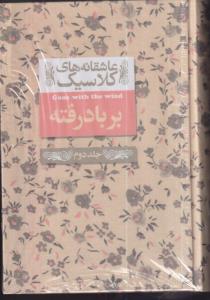 عاشقانه‌های
کلاسیک
Gone with the wind
بر باد رفته
جلد دوم